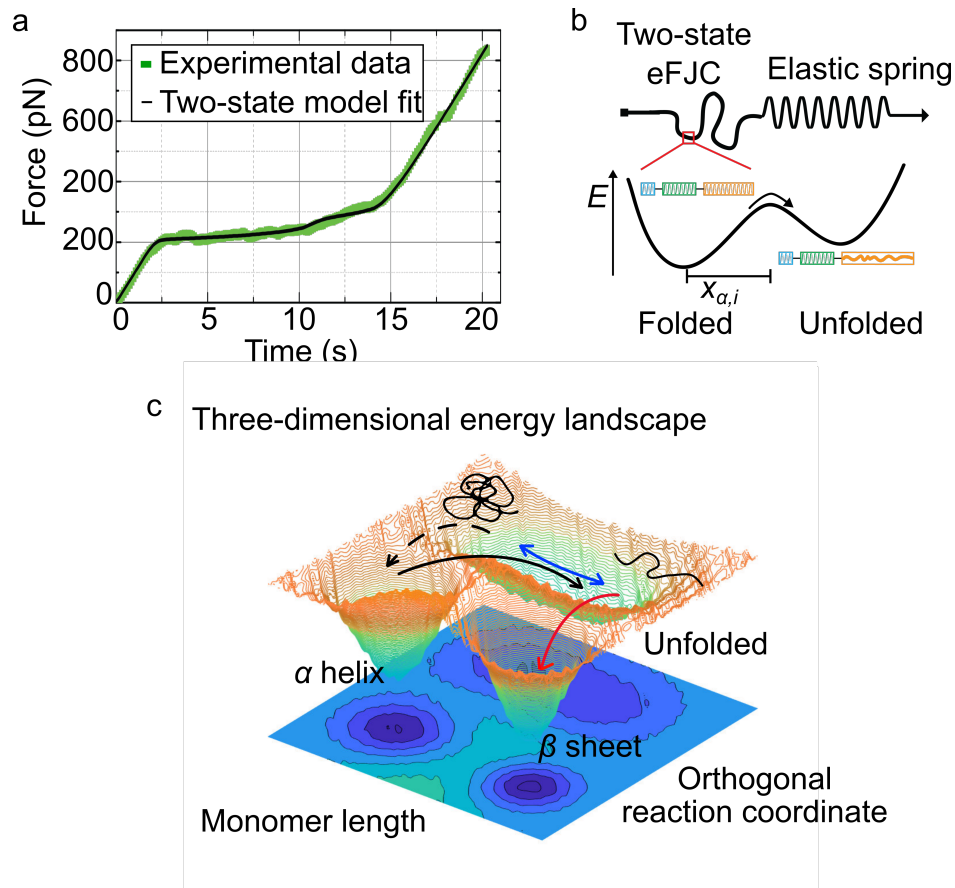 a
800
600
200
200
0
Force (pN)
Experimental data
Two-state model fit
0
5
10
15
20
Time (s)
b
Two-state
eFJC
Elastic spring
E
xα,i
Folded
Unfolded
c
Three-dimensional energy landscape
Unfolded
α helix
β sheet
Orthogonal
reaction coordinate
Monomer length